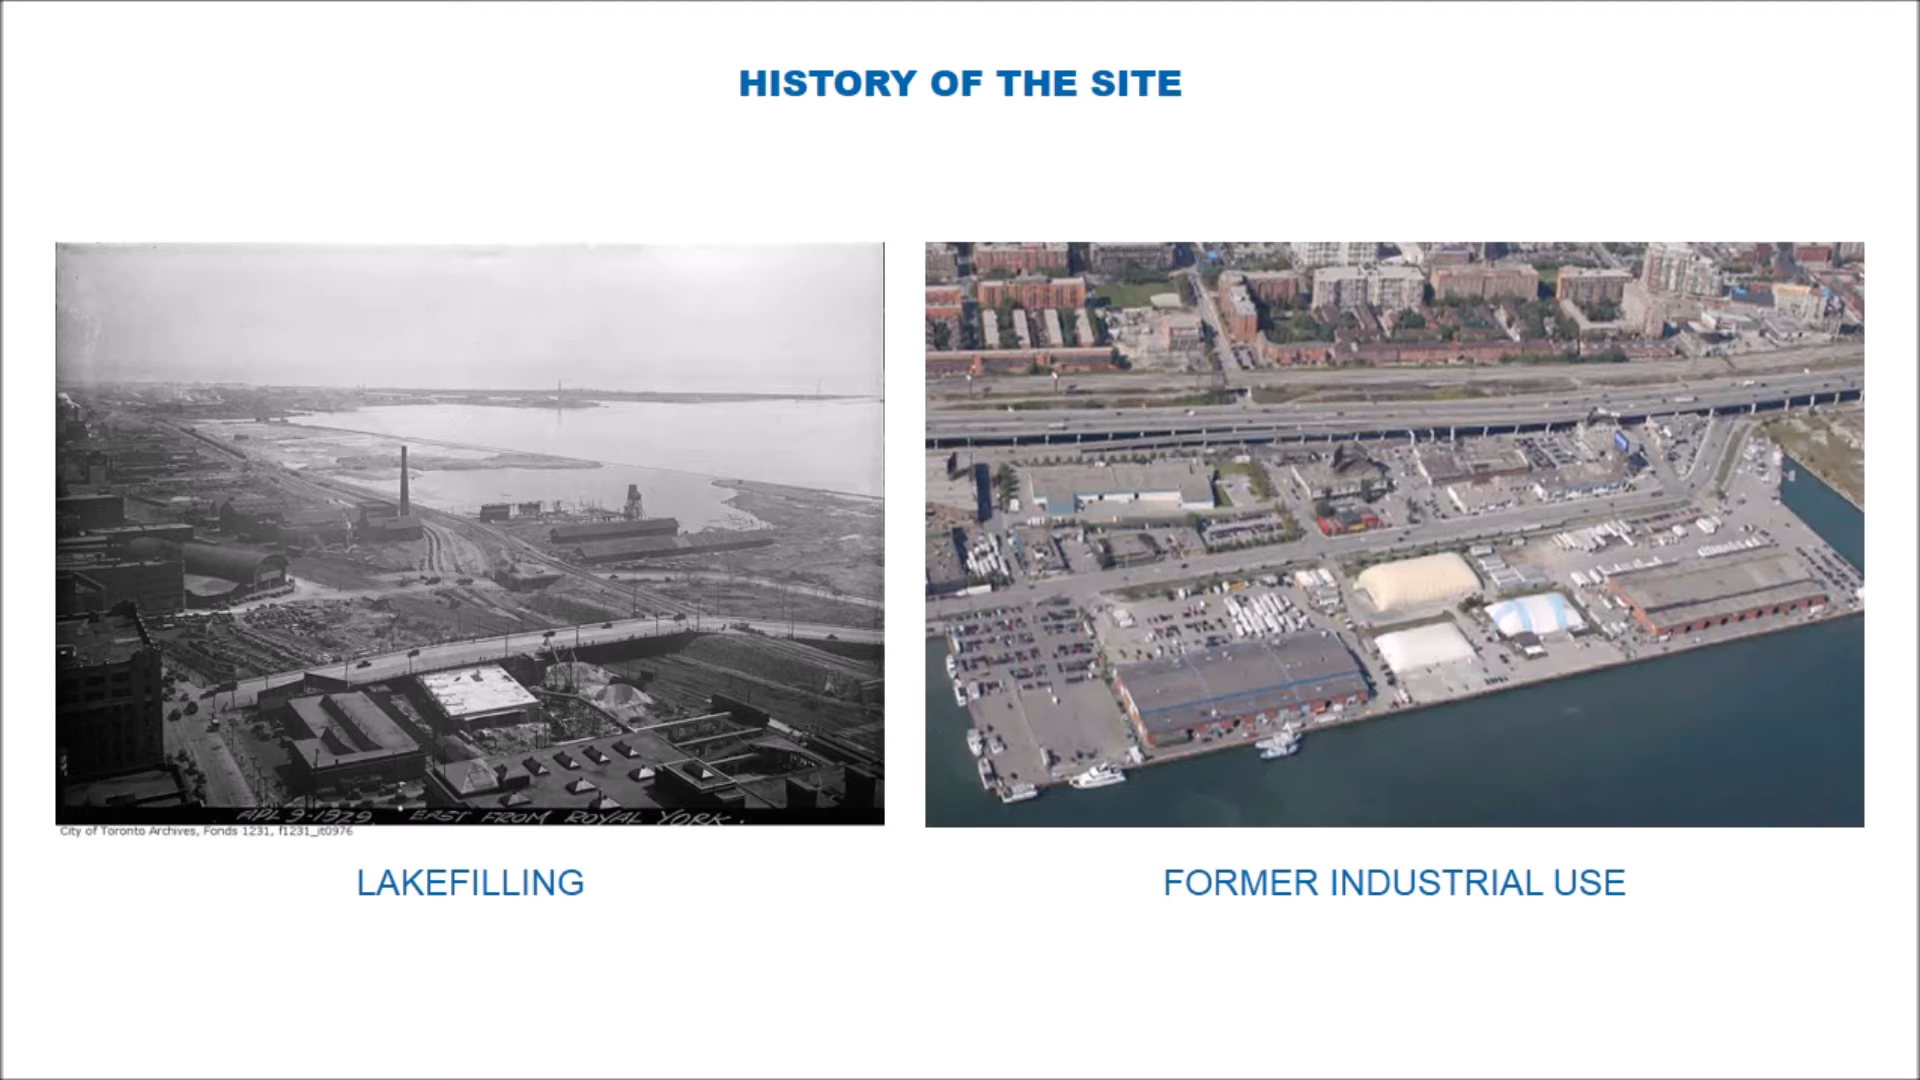 HISTORY OF THE SITE
APL 9-1929. EAST FROM ROYAL YORK.
City of Toronto Archives, Fonds 1231, f1231_it0976
LAKEFILLING
FORMER INDUSTRIAL USE